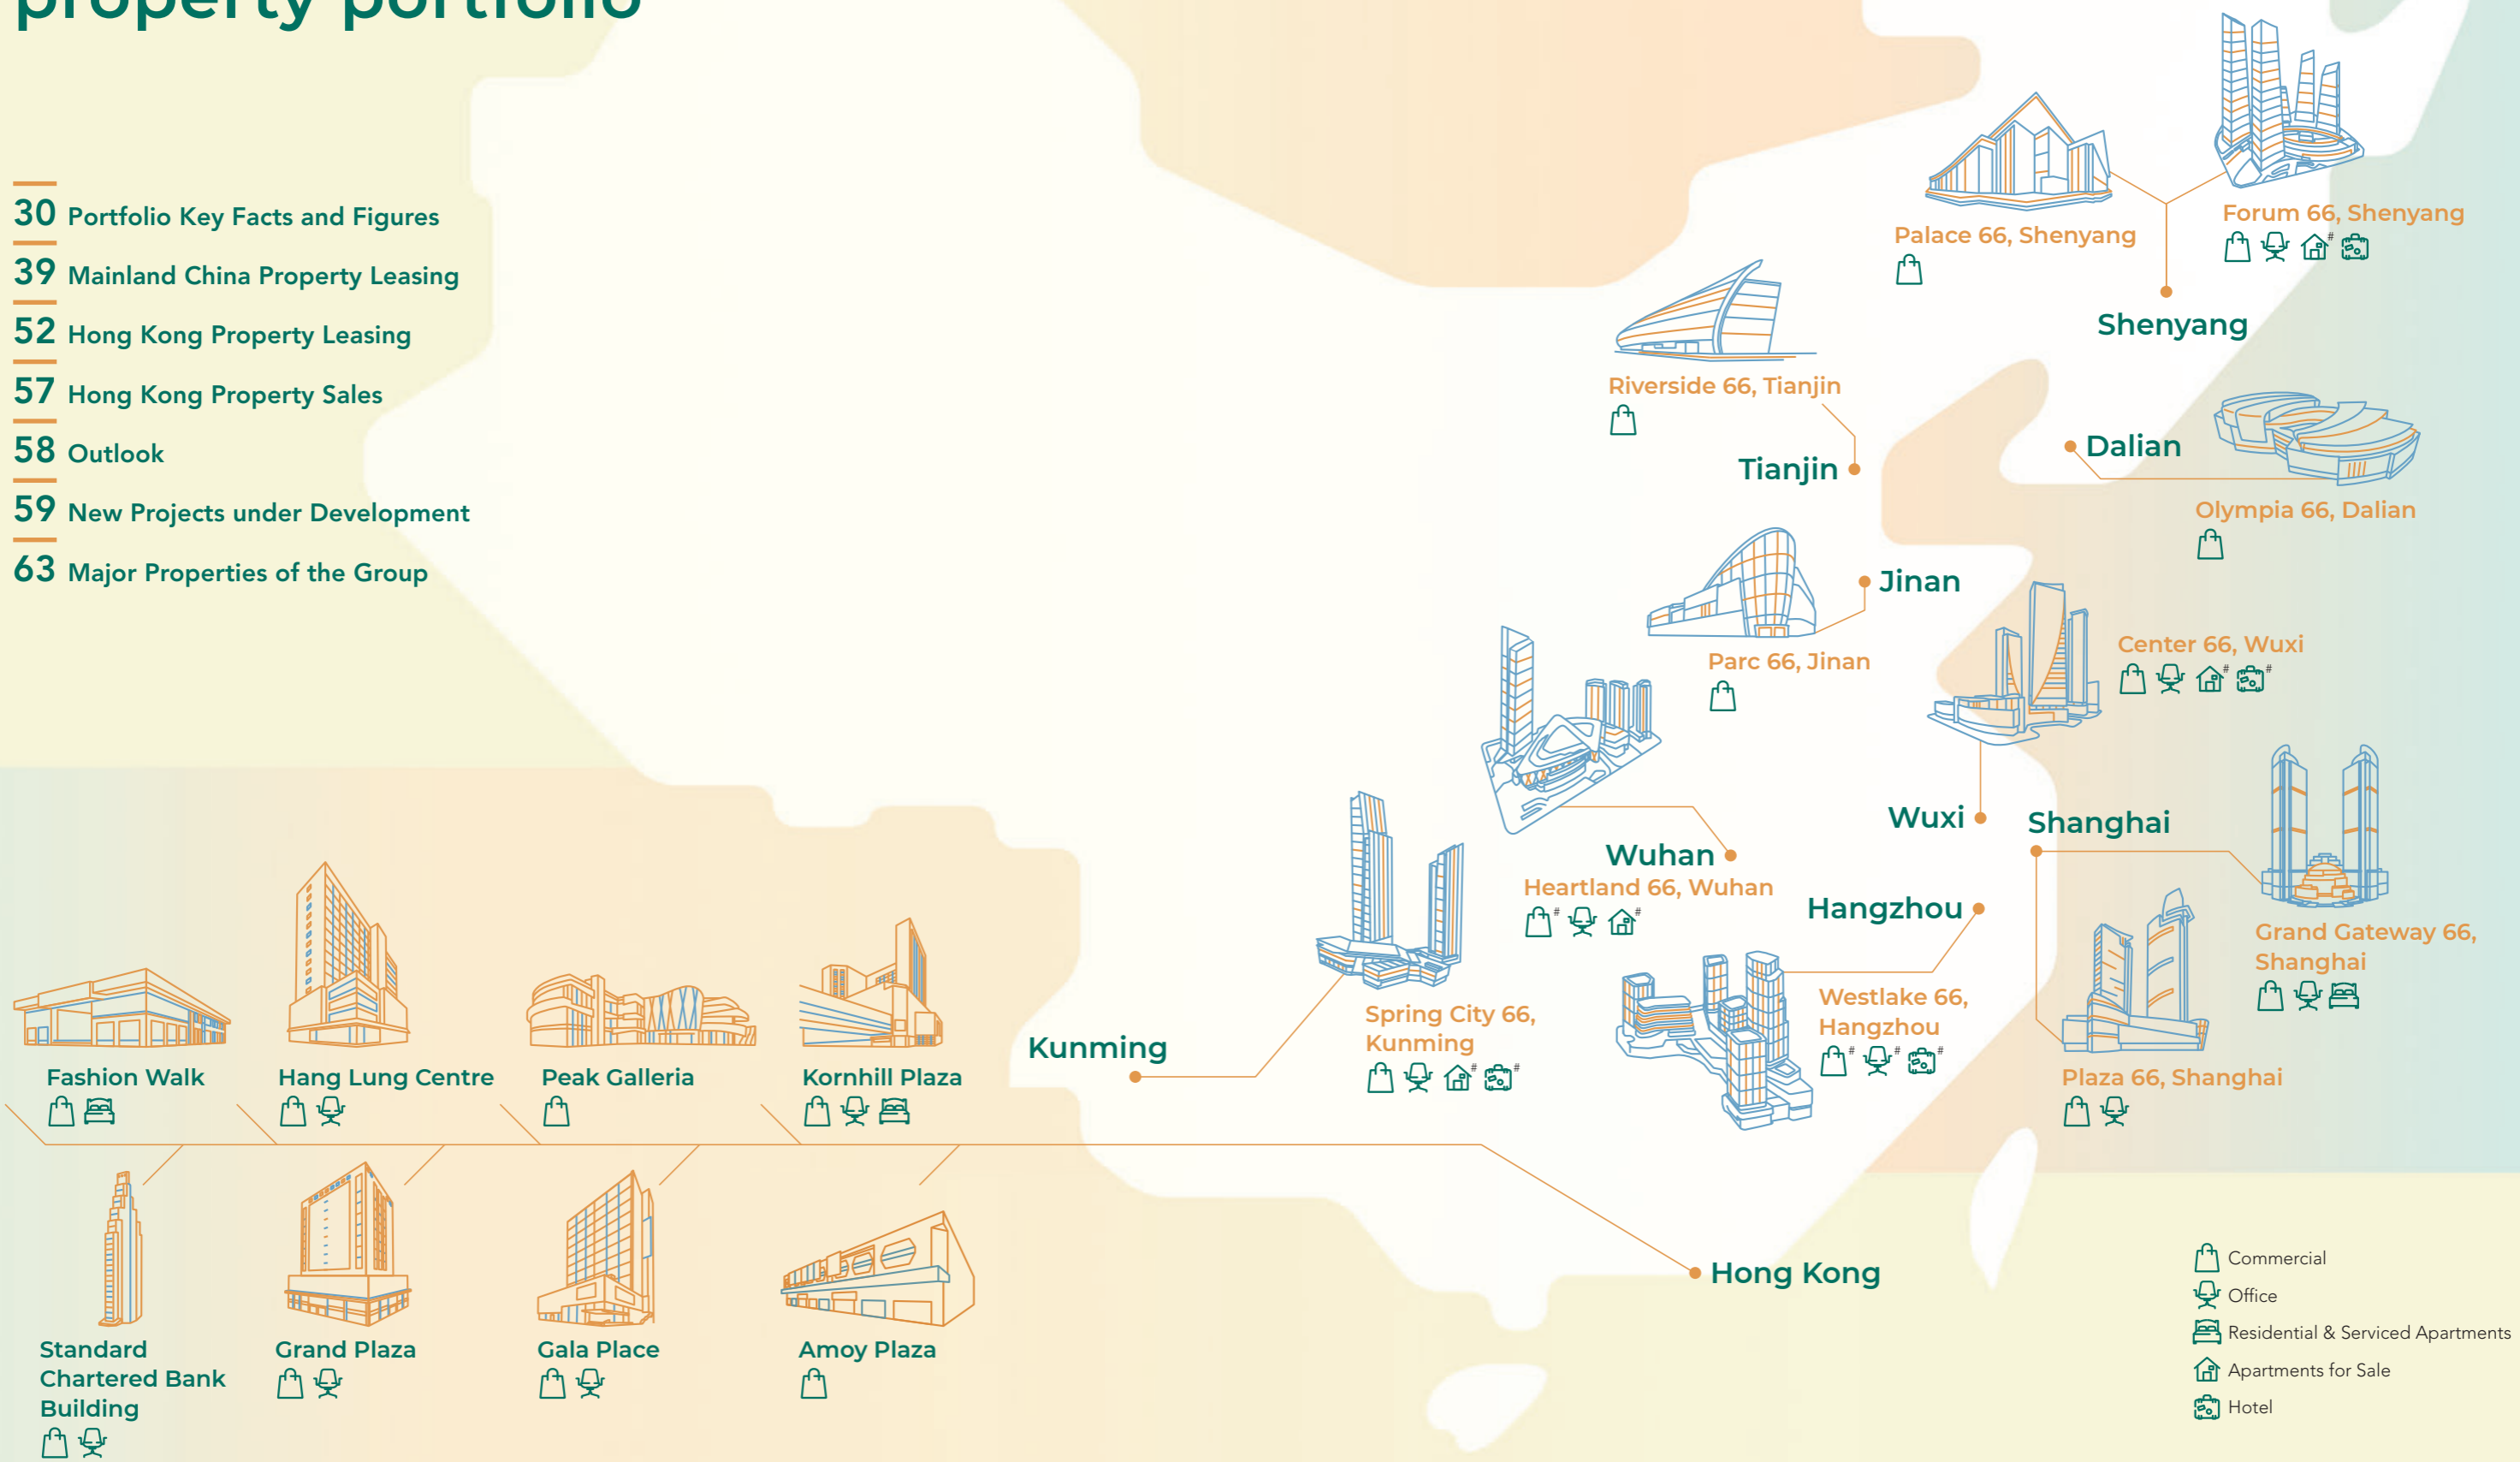 property portfolio
30 Portfolio Key Facts and Figures
39 Mainland China Property Leasing
52 Hong Kong Property Leasing
57 Hong Kong Property Sales
58 Outlook
59 New Projects under Development
63 Major Properties of the Group
Palace 66, Shenyang
Forum 66, Shenyang
#
Shenyang
Riverside 66, Tianjin
Tianjin
Dalian
Olympia 66, Dalian
Jinan
Parc 66, Jinan
Center 66, Wuxi
# #
Wuxi
Shanghai
Grand Gateway 66,
Shanghai
Plaza 66, Shanghai
Wuhan
Heartland 66, Wuhan
# #
Hangzhou
Westlake 66,
Hangzhou
# # #
Spring City 66,
Kunming
# #
Kunming
Fashion Walk
Hang Lung Centre
Peak Galleria
Kornhill Plaza
Standard
Chartered Bank
Building
Grand Plaza
Gala Place
Amoy Plaza
Hong Kong
Commercial
Office
Residential & Serviced Apartments
Apartments for Sale
Hotel